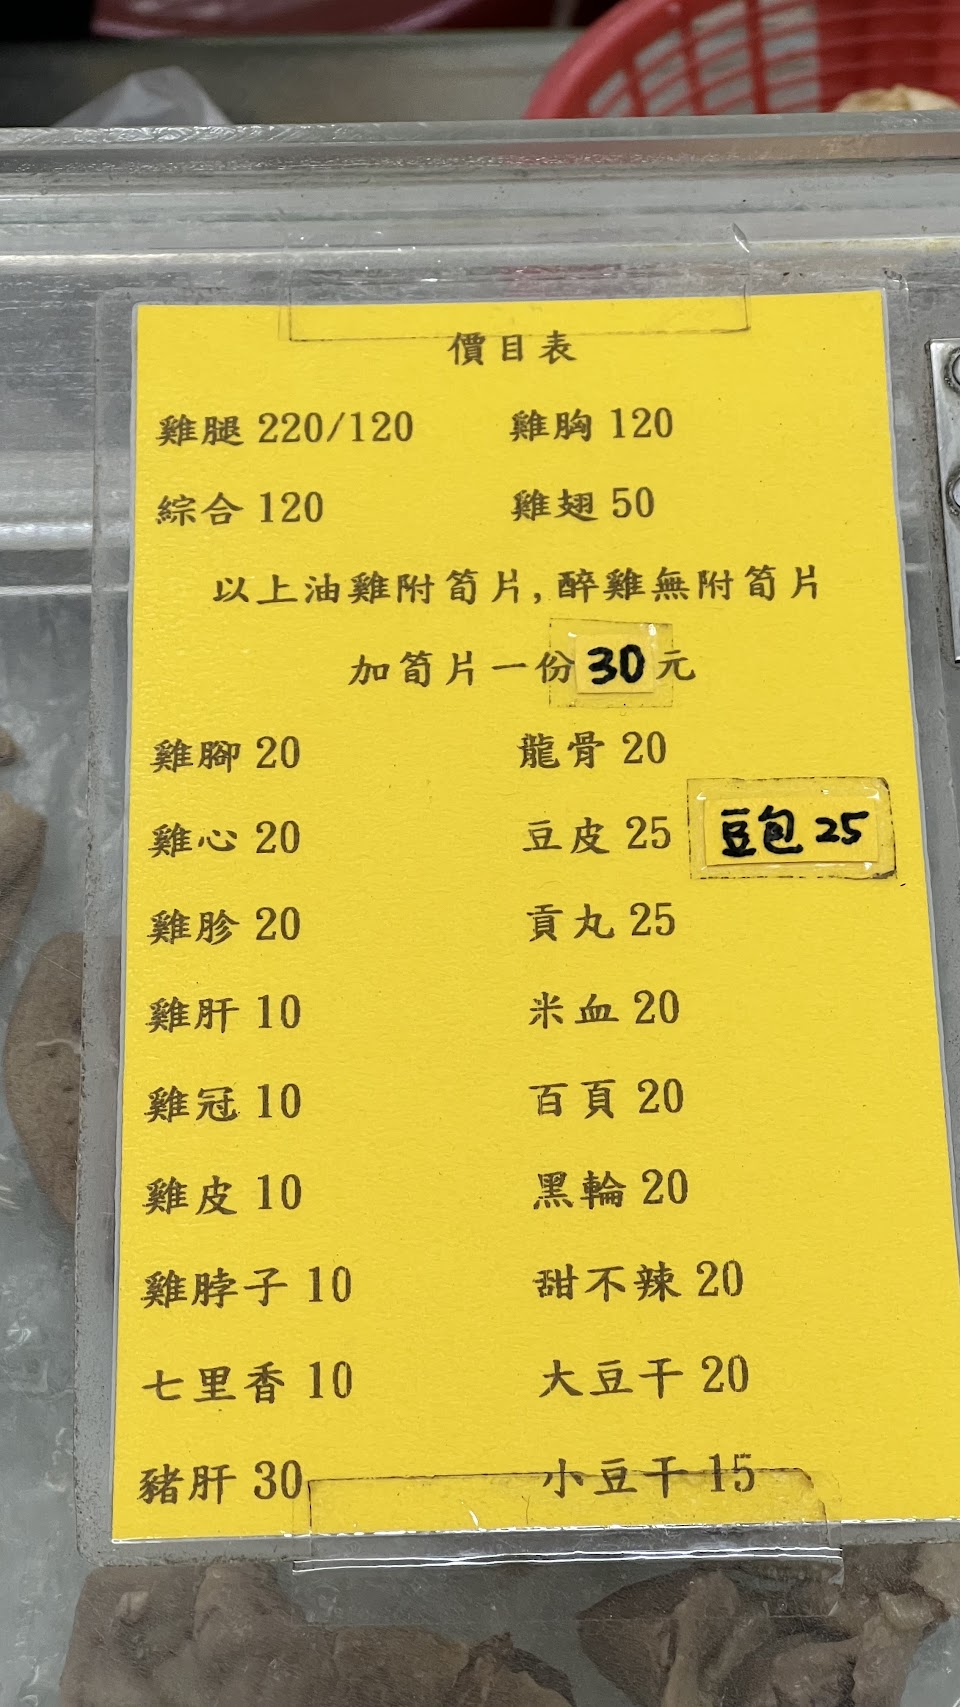 價目表
雞腿 220/120 雞胸 120
綜合 120 雞翅 50
以上油雞附筍片,醉雞無附筍片
加筍片一份 30 元
雞腳 20 龍骨 20
雞心 20 豆皮 25 豆包 25
雞胗 20 貢丸 25
雞肝 10 米血 20
雞冠 10 百頁 20
雞皮 10 黑輪 20
雞脖子 10 甜不辣 20
七里香 10 大豆干 20
豬肝 30 小豆干 15